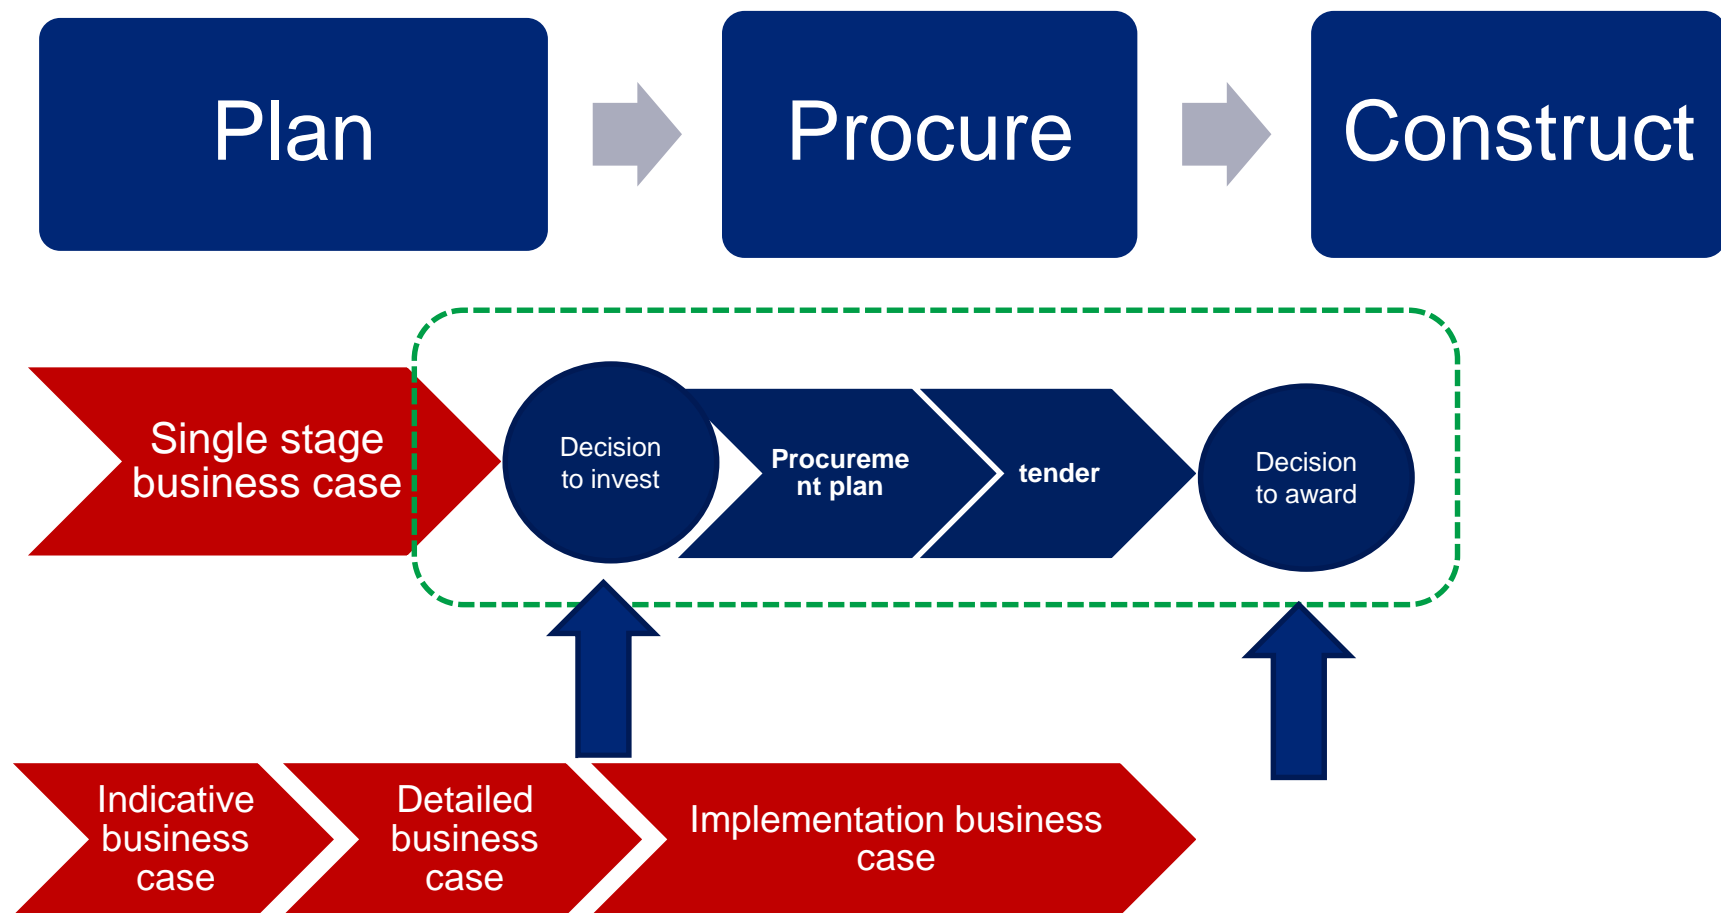 Plan
Procure
Construct
Single stage
business case
Decision
to invest
Procureme
nt plan
tender
Decision
to award
Indicative
business
case
Detailed
business
case
Implementation business
case